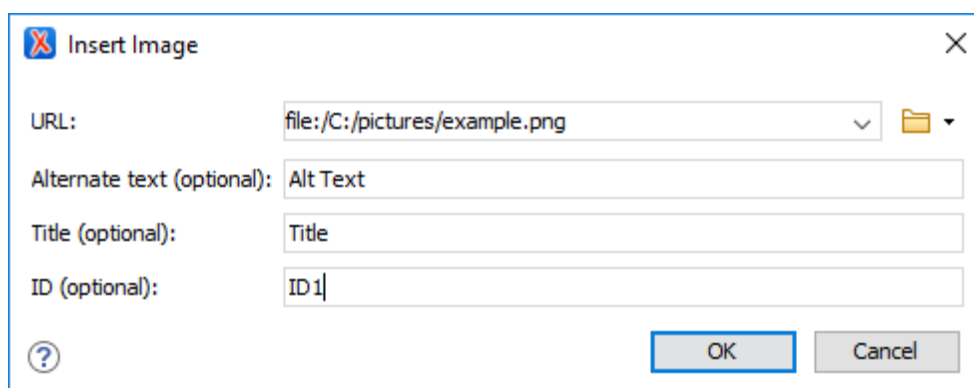 Insert Image
URL: file:/C:/pictures/example.png
Alternate text (optional): Alt Text
Title (optional): Title
ID (optional): ID1
? OK Cancel